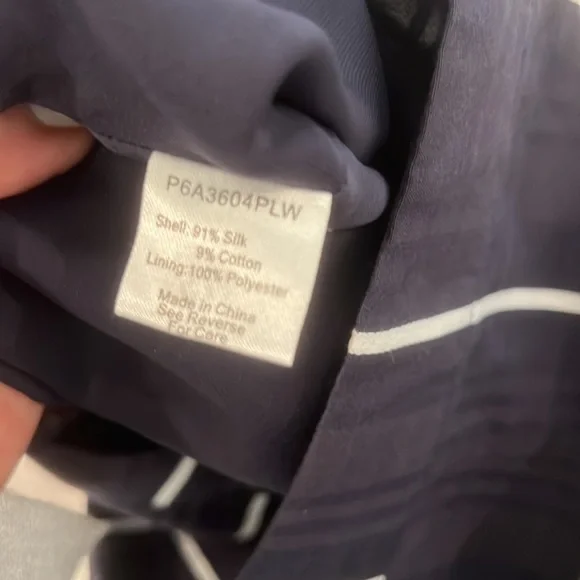 P6A3604PLW
Shell: 91% Silk
9% Cotton
Lining:100% Polyester
Made in China
See Reverse
For Care